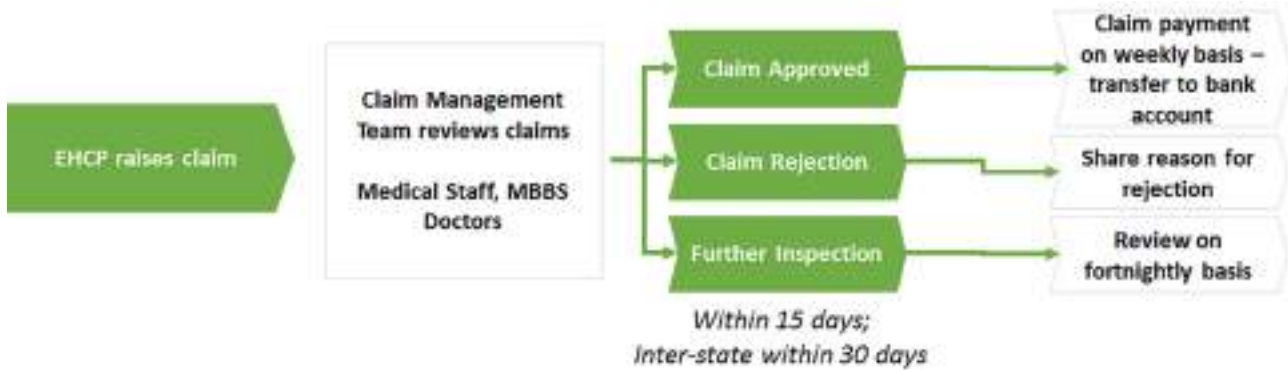 EHCP raises claim
Claim Management
Team reviews claims
Medical Staff, MBBS
Doctors
Claim Approved
Claim Rejection
Further Inspection
Within 15 days;
Inter-state within 30 days
Claim payment
on weekly basis –
transfer to bank
account
Share reason for
rejection
Review on
fortnightly basis